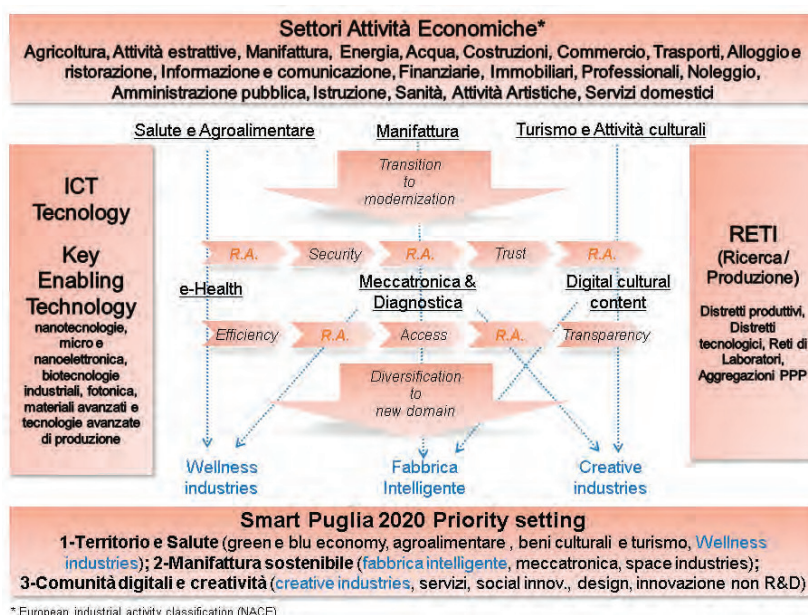 Settori Attività Economiche*
Agricoltura, Attività estrattive, Manifattura, Energia, Acqua, Costruzioni, Commercio, Trasporti, Alloggio e
ristorazione, Informazione e comunicazione, Finanziarie, Immobiliari, Professionali, Noleggio,
Amministrazione pubblica, Istruzione, Sanità, Attività Artistiche, Servizi domestici
Salute e Agroalimentare
Manifattura
Turismo e Attività culturali
ICT
Tecnology
Key
Enabling
Technology
nanotecnologie,
micro e
nanoelettronica,
biotecnologie
industriali, fotonica,
materiali avanzati e
tecnologie avanzate
di produzione
Transition
to
modernization
R.A.
Security
R.A.
Trust
R.A.
e-Health
Meccatronica &
Diagnostica
Digital cultural
content
Efficiency
R.A.
Access
R.A.
Transparency
Diversification
to
new domain
Wellness
industries
Fabbrica
Intelligente
Creative
industries
RETI
(Ricerca /
Produzione)
Distretti produttivi,
Distretti
tecnologici, Reti di
Laboratori,
Aggregazioni PPP
Smart Puglia 2020 Priority setting
1-Territorio e Salute (green e blu economy, agroalimentare , beni culturali e turismo, Wellness
industries); 2-Manifattura sostenibile (fabbrica intelligente, meccatronica, space industries);
3-Comunità digitali e creatività (creative industries, servizi, social innov., design, innovazione non R&D)
* European industrial activity classification (NACE)